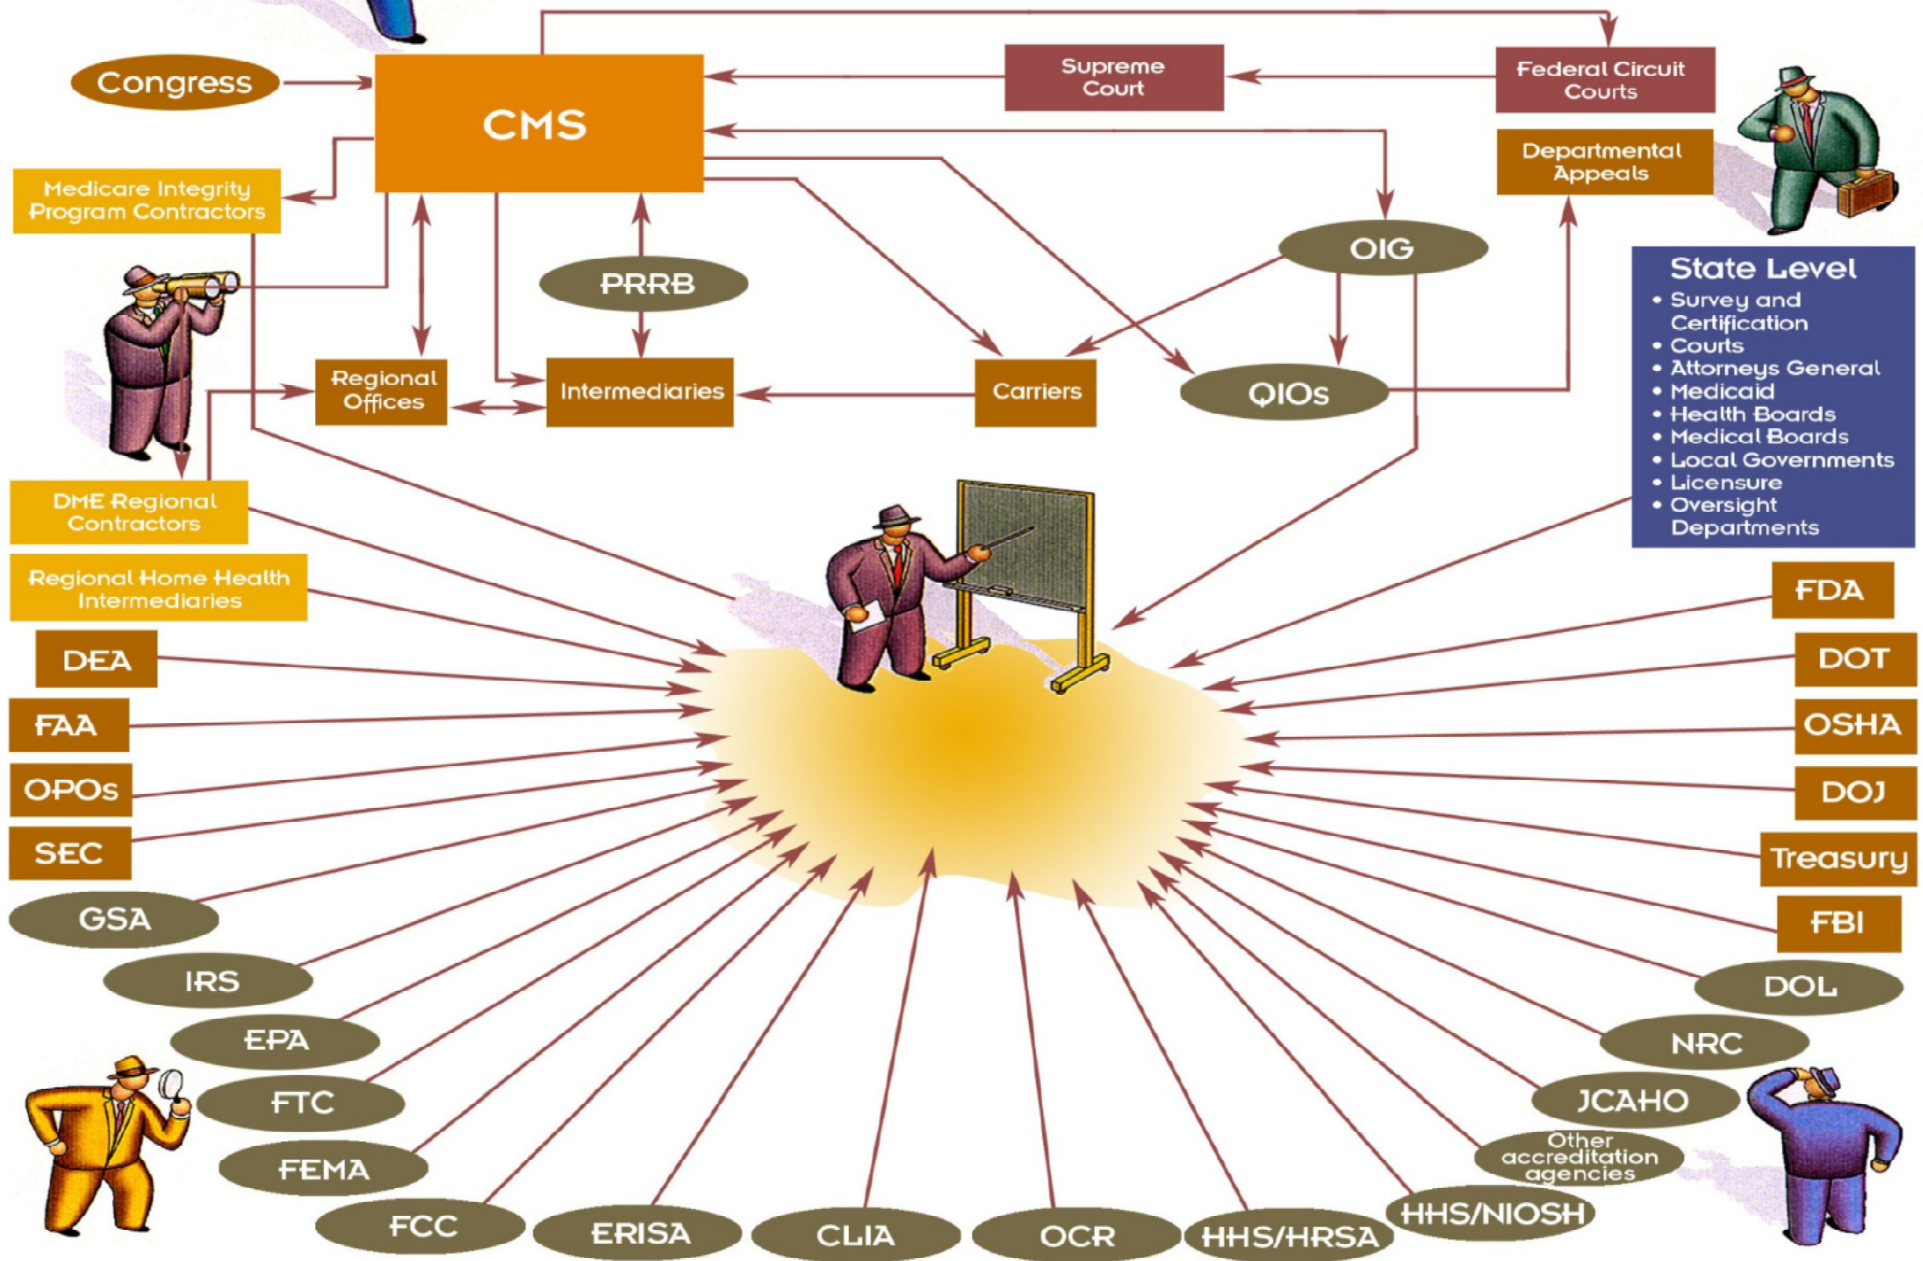 Congress
CMS
Supreme
Court
Federal Circuit
Courts
Departmental
Appeals
Medicare Integrity
Program Contractors
PRRB
OIG
State Level
• Survey and
Certification
• Courts
• Attorneys General
• Medicaid
• Health Boards
• Medical Boards
• Local Governments
• Licensure
• Oversight
Departments
Regional
Offices
Intermediaries
Carriers
QIOs
DME Regional
Contractors
Regional Home Health
Intermediaries
DEA
FAA
OPOs
SEC
GSA
IRS
EPA
FTC
FEMA
FCC
ERISA
CLIA
OCR
HHS/HRSA
HHS/NIOSH
Other
accreditation
agencies
JCAHO
NRC
DOL
FBI
Treasury
DOJ
OSHA
DOT
FDA